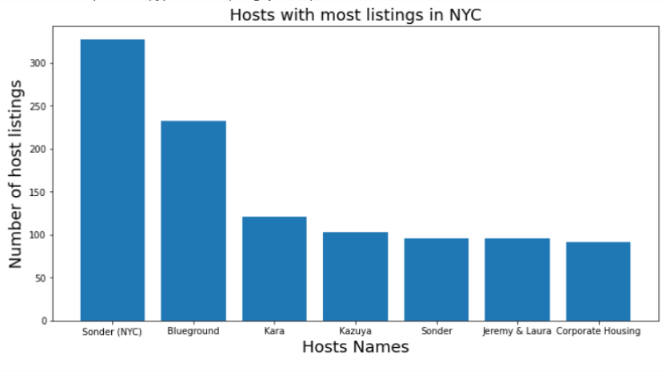 Hosts with most listings in NYC
Number of host listings
300
250
200
150
100
50
0
Sonder (NYC) Blueground Kara Kazuya Sonder Jeremy & Laura Corporate Housing
Hosts Names